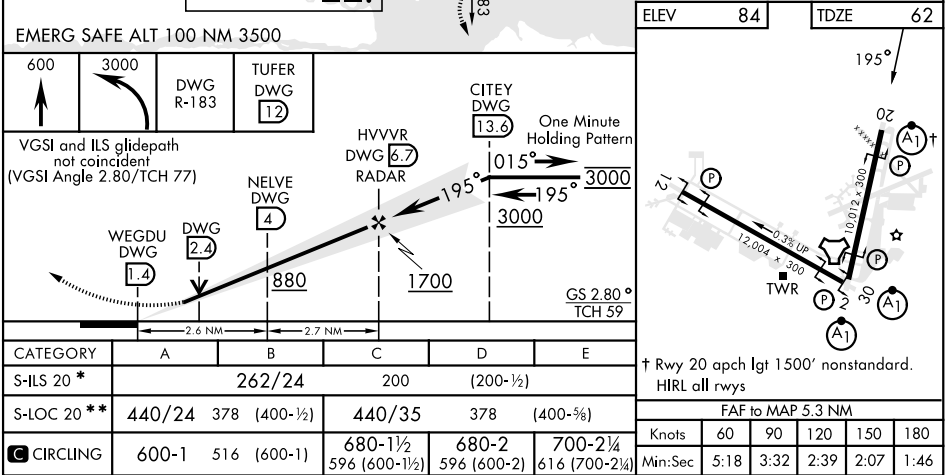 EMERG SAFE ALT 100 NM 3500
83
600
3000
DWG
R-183
TUFER
DWG
12
VGSI and ILS glidepath
not coincident
(VGSI Angle 2.80/TCH 77)
CITEY
DWG
13.6
One Minute
Holding Pattern
HVVVR
DWG 6.7
RADAR
015°
195°
195°
3000
3000
NELVE
DWG
4
DWG
2.4
WEGDU
DWG
1.4
880
1700
GS 2.80°
TCH 59
2.6 NM
2.7 NM
CATEGORY A B C D E
S-ILS 20 * 262/24 200 (200-½)
S-LOC 20 ** 440/24 378 (400-½) 440/35 378 (400-⅝)
C CIRCLING 600-1 516 (600-1) 680-1½ 596 (600-1½) 680-2 596 (600-2) 700-2¼ 616 (700-2¼)
ELEV 84 TDZE 62
195°
20
A1 †
P
12
P
10,012 x 300
0.3% UP
12,004 x 300
TWR
P
P
2
30
A1
A1
† Rwy 20 apch lgt 1500' nonstandard.
HIRL all rwys
FAF to MAP 5.3 NM
Knots 60 90 120 150 180
Min:Sec 5:18 3:32 2:39 2:07 1:46